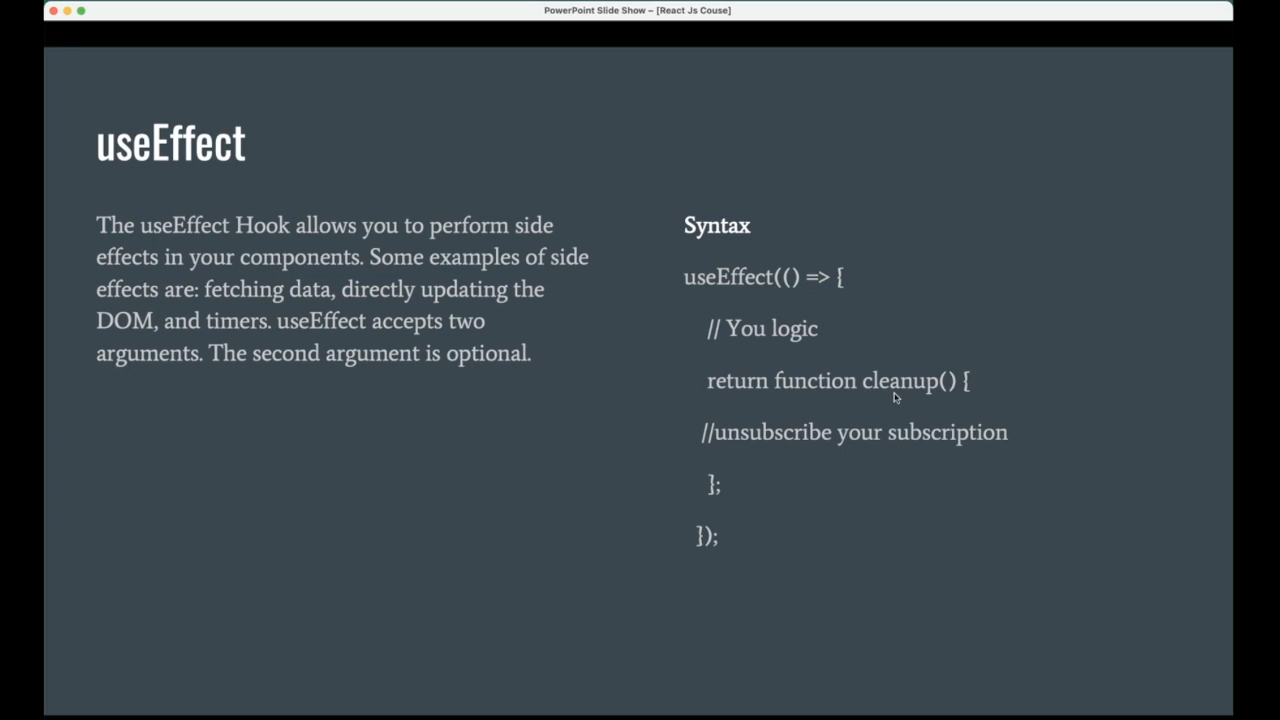 PowerPoint Slide Show – [React Js Couse]
useEffect
The useEffect Hook allows you to perform side
effects in your components. Some examples of side
effects are: fetching data, directly updating the
DOM, and timers. useEffect accepts two
arguments. The second argument is optional.
Syntax
useEffect(() => {
// You logic
return function cleanup() {
//unsubscribe your subscription
};
});